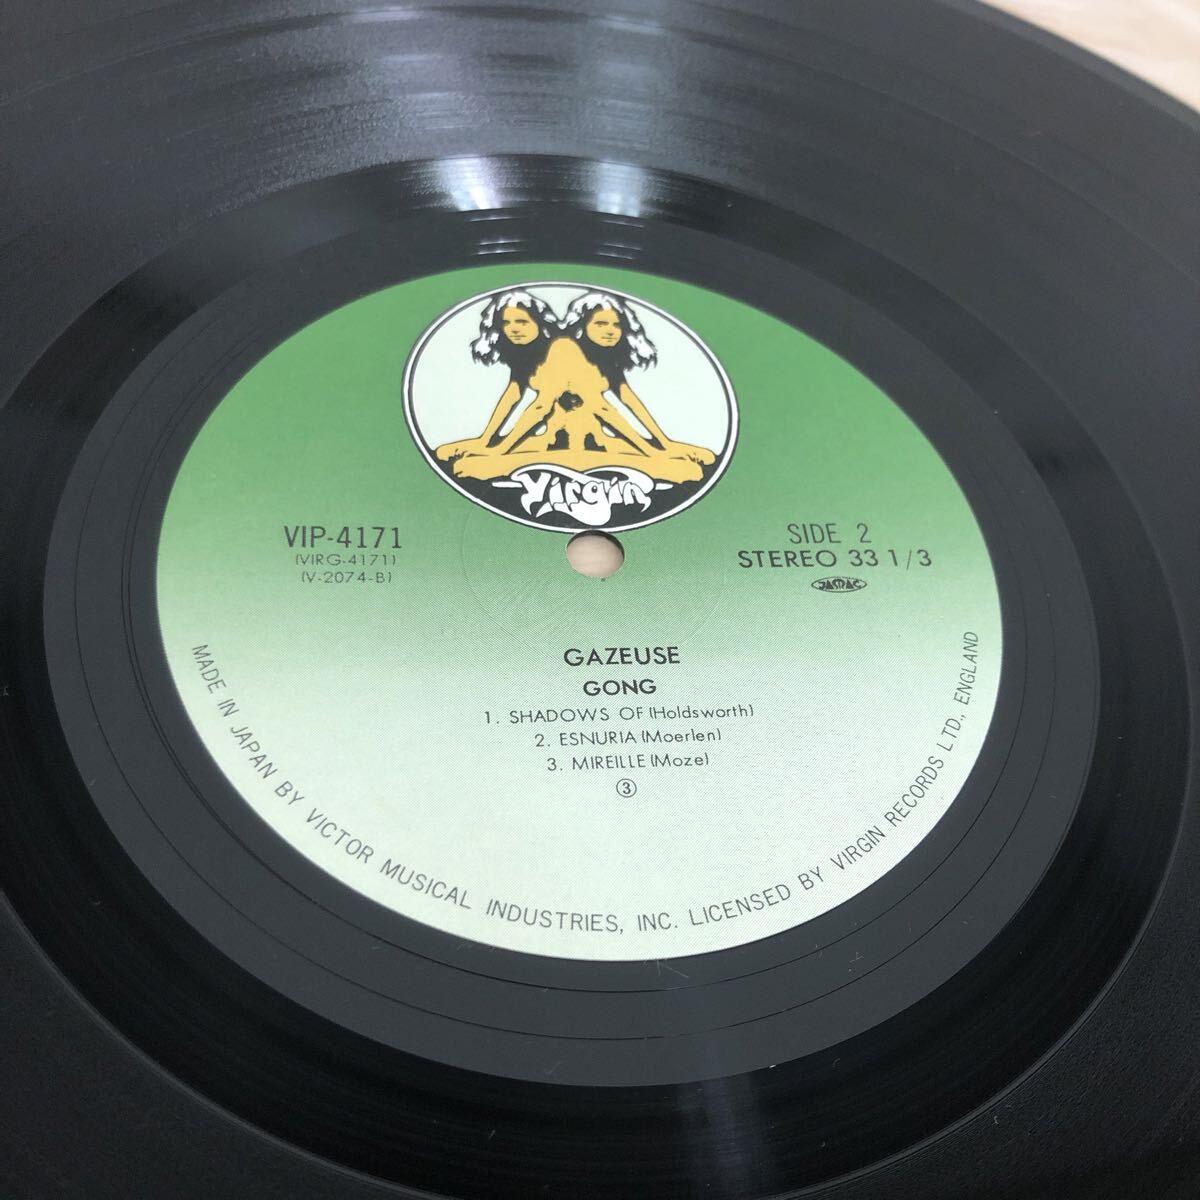 Virgin
VIP-4171
(VIRG-4171)
(V-2074-B)
SIDE 2
STEREO 33 1/3
JASRAC
GAZEUSE
GONG
1. SHADOWS OF (Holdsworth)
2. ESNURIA (Moerlen)
3. MIREILLE (Moze)
③
MADE IN JAPAN BY VICTOR MUSICAL INDUSTRIES, INC. LICENSED BY VIRGIN RECORDS LTD., ENGLAND